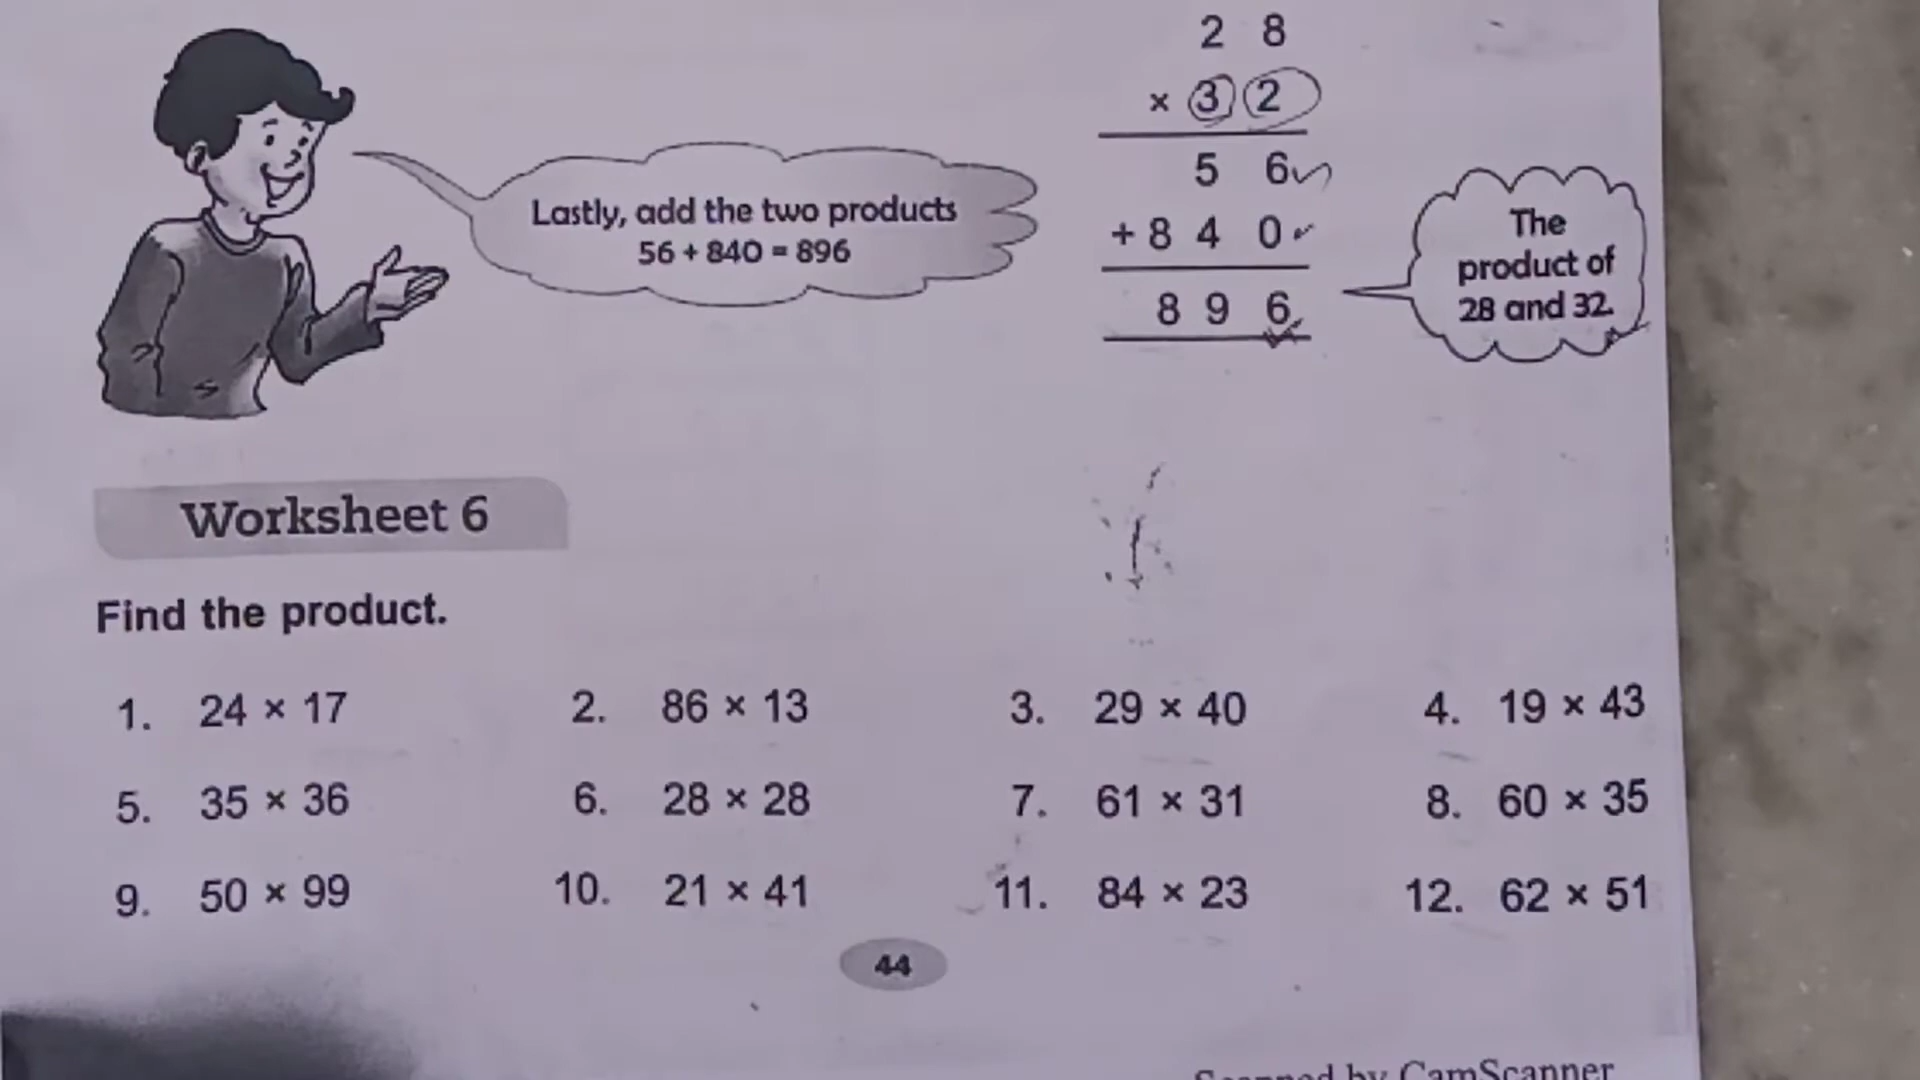 2 8
× 3 2
5 6
+ 8 4 0
8 9 6
Lastly, add the two products
56 + 840 = 896
The
product of
28 and 32.
Worksheet 6
Find the product.
1. 24 × 17 2. 86 × 13 3. 29 × 40 4. 19 × 43
5. 35 × 36 6. 28 × 28 7. 61 × 31 8. 60 × 35
9. 50 × 99 10. 21 × 41 11. 84 × 23 12. 62 × 51
44
Scanned by CamScanner